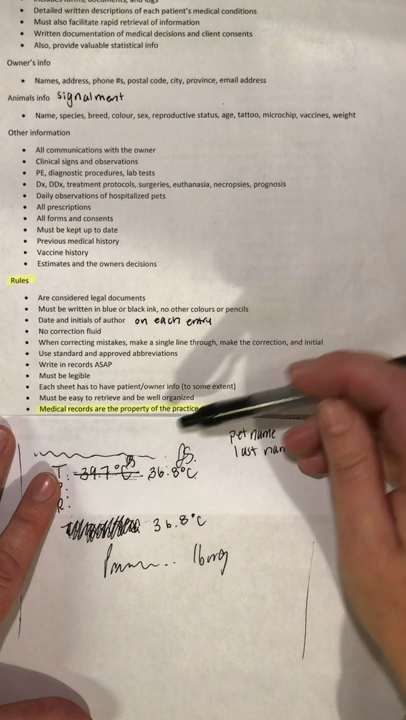 • Detailed written descriptions of each patient's medical conditions
• Must also facilitate rapid retrieval of information
• Written documentation of medical decisions and client consents
• Also, provide valuable statistical info
Owner's info
• Names, address, phone #s, postal code, city, province, email address
Animals info signalment
• Name, species, breed, colour, sex, reproductive status, age, tattoo, microchip, vaccines, weight
Other information
• All communications with the owner
• Clinical signs and observations
• PE, diagnostic procedures, lab tests
• Dx, DDx, treatment protocols, surgeries, euthanasia, necropsies, prognosis
• Daily observations of hospitalized pets
• All prescriptions
• All forms and consents
• Must be kept up to date
• Previous medical history
• Vaccine history
• Estimates and the owners decisions
Rules
• Are considered legal documents
• Must be written in blue or black ink, no other colours or pencils
• Date and initials of author on each entry
• No correction fluid
• When correcting mistakes, make a single line through, make the correction, and initial
• Use standard and approved abbreviations
• Write in records ASAP
• Must be legible
• Each sheet has to have patient/owner info (to some extent)
• Must be easy to retrieve and be well organized
• Medical records are the property of the practice
pet name
last nam
T: 39.7°C 36.8°C
R:
36.8°C